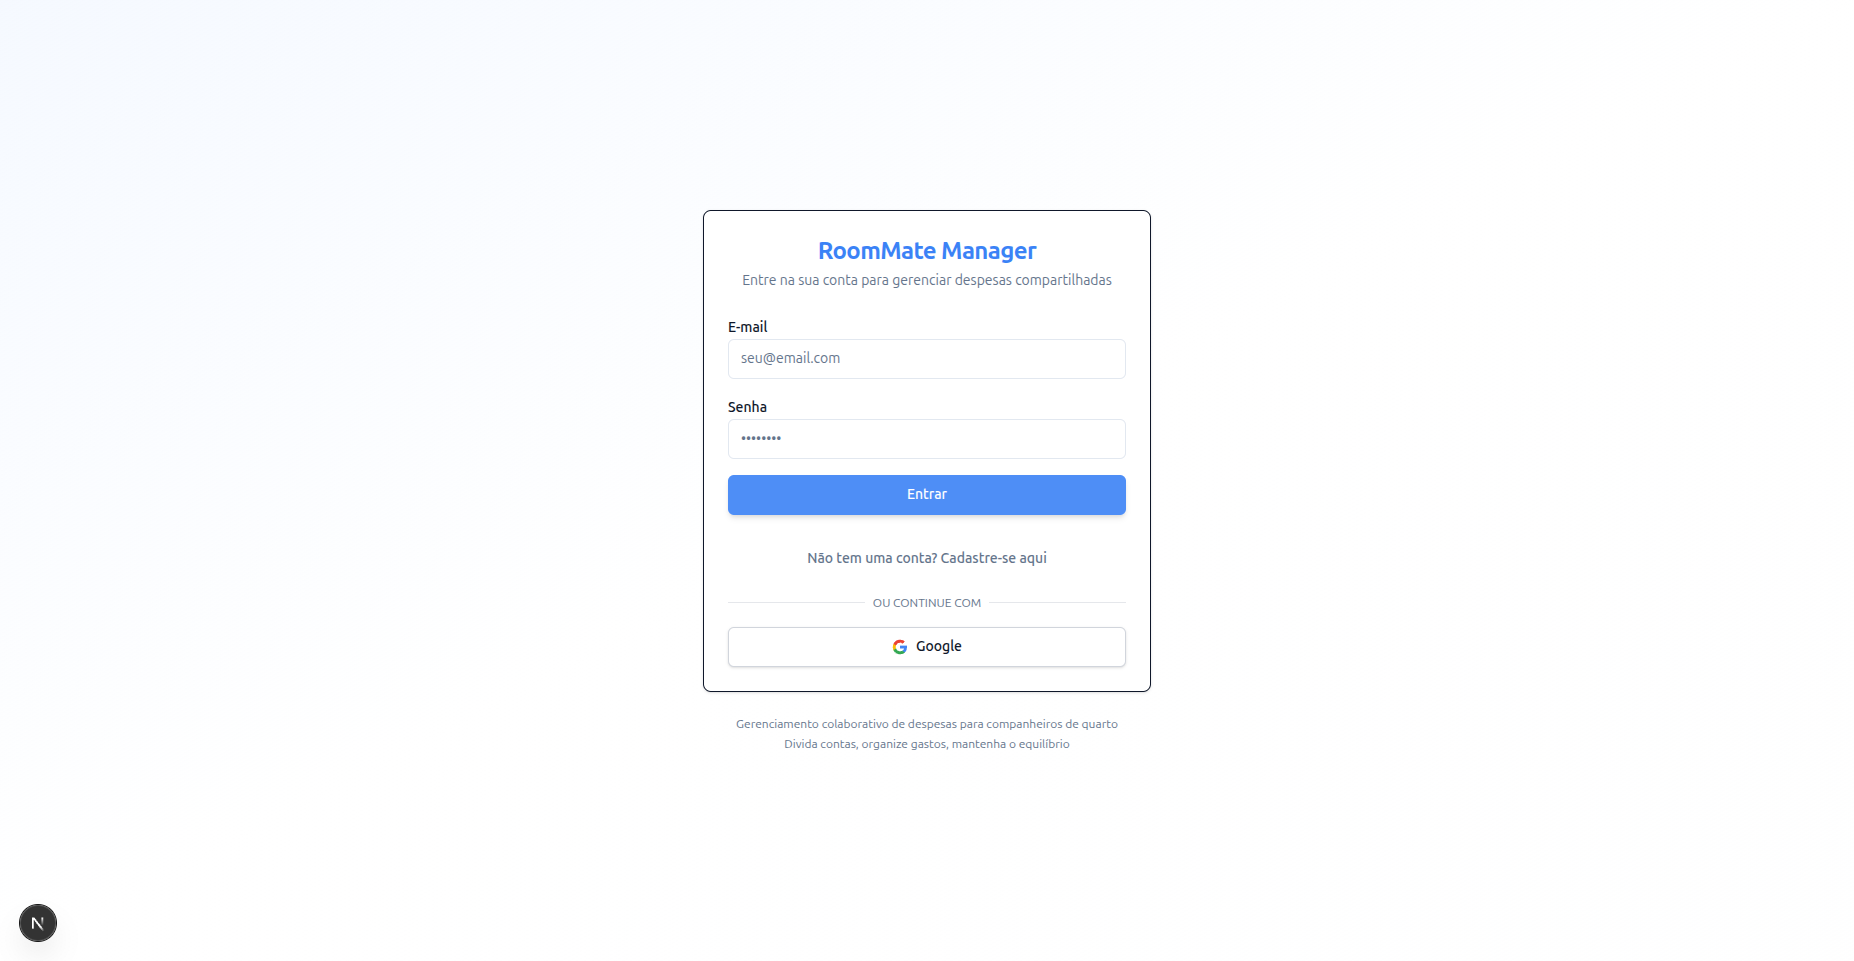 RoomMate Manager
Entre na sua conta para gerenciar despesas compartilhadas
E-mail
seu@email.com
Senha
••••••••
Entrar
Não tem uma conta? Cadastre-se aqui
OU CONTINUE COM
Google
Gerenciamento colaborativo de despesas para companheiros de quarto
Divida contas, organize gastos, mantenha o equilíbrio
N